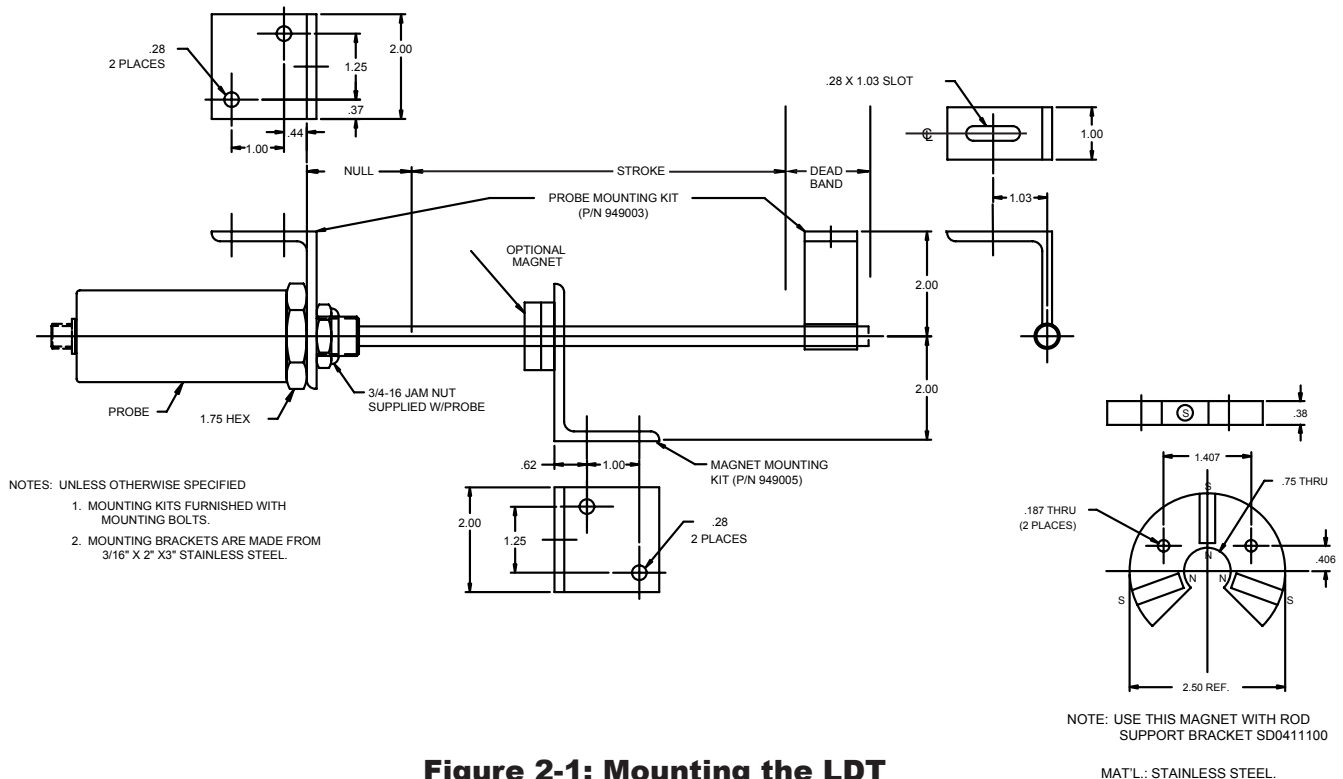 .28
2 PLACES
2.00
1.25
.37
.44
1.00
.28 X 1.03 SLOT
℄
1.00
NULL
STROKE
DEAD
BAND
1.03
PROBE MOUNTING KIT
(P/N 949003)
OPTIONAL
MAGNET
2.00
2.00
3/4-16 JAM NUT
SUPPLIED W/PROBE
PROBE
1.75 HEX
.62
1.00
MAGNET MOUNTING
KIT (P/N 949005)
2.00
1.25
.28
2 PLACES
NOTES: UNLESS OTHERWISE SPECIFIED
1. MOUNTING KITS FURNISHED WITH
MOUNTING BOLTS.
2. MOUNTING BRACKETS ARE MADE FROM
3/16" X 2" X3" STAINLESS STEEL.
S
.38
1.407
.75 THRU
S
.187 THRU
(2 PLACES)
.406
N
N
N
S
S
2.50 REF.
NOTE: USE THIS MAGNET WITH ROD
SUPPORT BRACKET SD0411100
MAT'L.: STAINLESS STEEL.
Figure 2-1: Mounting the LDT